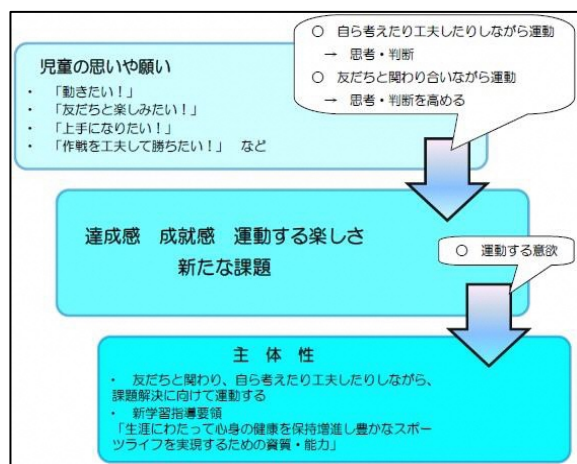 ○ 自ら考えたり工夫したりしながら運動
→ 思考・判断
○ 友だちと関わり合いながら運動
→ 思考・判断を高める
児童の思いや願い
・ 「動きたい！」
・ 「友だちと楽しみたい！」
・ 「上手になりたい！」
・ 「作戦を工夫して勝ちたい！」 など
達成感 成就感 運動する楽しさ
新たな課題
○ 運動する意欲
主 体 性
・ 友だちと関わり、自ら考えたり工夫したりしながら、
課題解決に向けて運動する
・ 新学習指導要領
「生涯にわたって心身の健康を保持増進し豊かなスポー
ツライフを実現するための資質・能力」